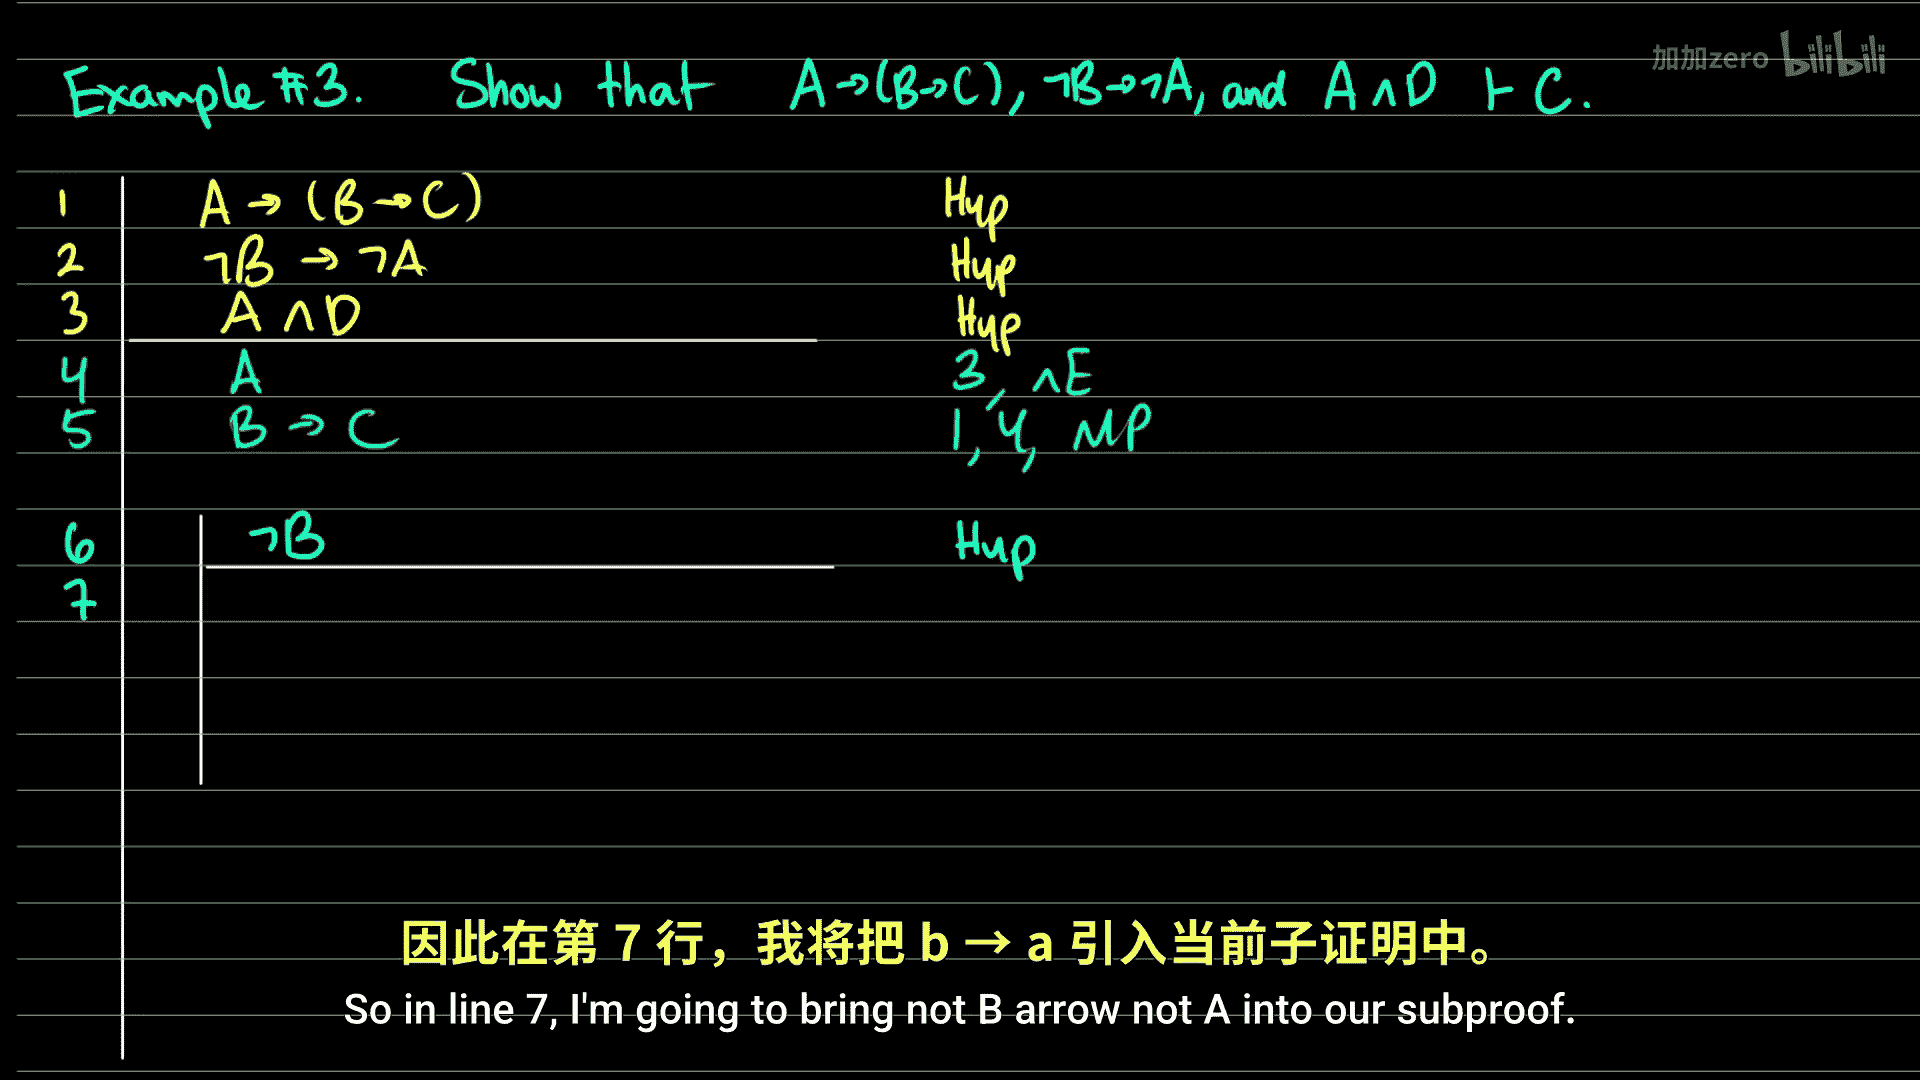 加加zero bilibili
Example #3. Show that A→(B→C), ¬B→¬A, and A∧D ⊢ C.
1 A→(B→C) Hyp
2 ¬B→¬A Hyp
3 A∧D Hyp
4 A 3, ∧E
5 B→C 1, 4, MP
6 ¬B Hyp
7
因此在第 7 行，我将把 b → a 引入当前子证明中。
So in line 7, I'm going to bring not B arrow not A into our subproof.